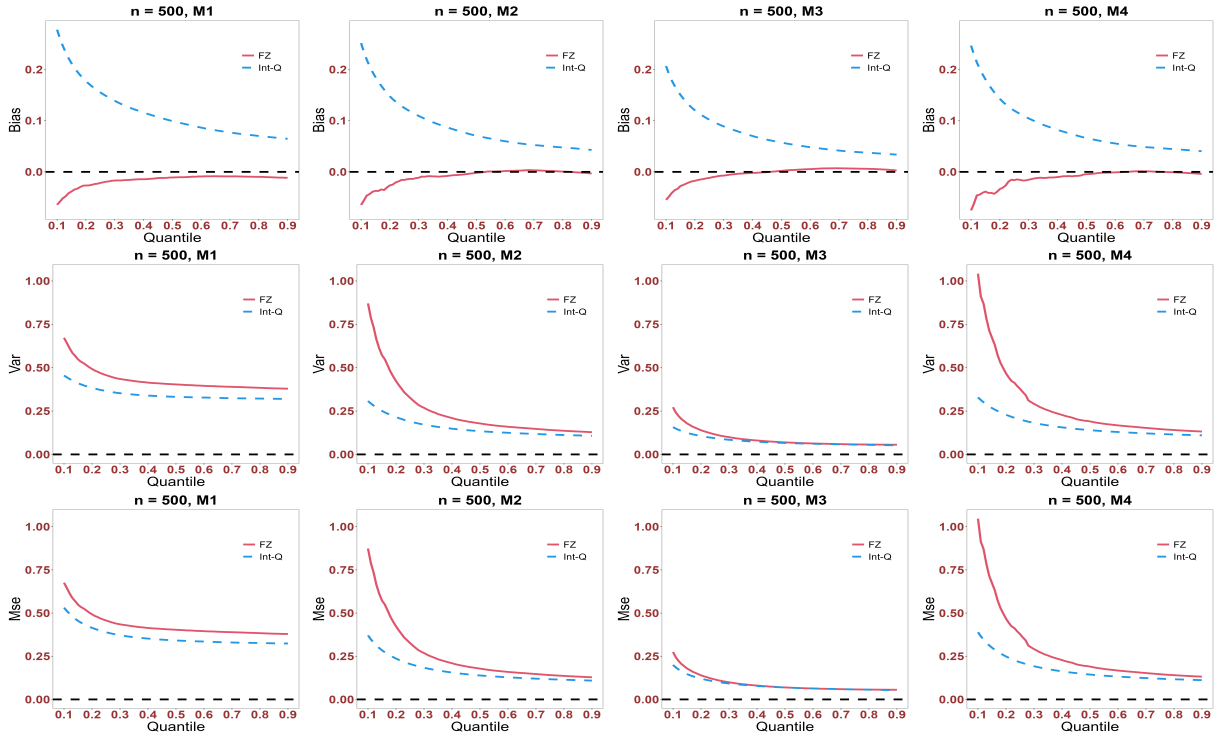 n = 500, M1
n = 500, M2
n = 500, M3
n = 500, M4
Bias
0.2
0.1
0.0
FZ
Int-Q
0.1 0.2 0.3 0.4 0.5 0.6 0.7 0.8 0.9
Quantile
Bias
0.2
0.1
0.0
FZ
Int-Q
0.1 0.2 0.3 0.4 0.5 0.6 0.7 0.8 0.9
Quantile
Bias
0.2
0.1
0.0
FZ
Int-Q
0.1 0.2 0.3 0.4 0.5 0.6 0.7 0.8 0.9
Quantile
Bias
0.2
0.1
0.0
FZ
Int-Q
0.1 0.2 0.3 0.4 0.5 0.6 0.7 0.8 0.9
Quantile
n = 500, M1
n = 500, M2
n = 500, M3
n = 500, M4
Var
1.00
0.75
0.50
0.25
0.00
FZ
Int-Q
0.1 0.2 0.3 0.4 0.5 0.6 0.7 0.8 0.9
Quantile
Var
1.00
0.75
0.50
0.25
0.00
FZ
Int-Q
0.1 0.2 0.3 0.4 0.5 0.6 0.7 0.8 0.9
Quantile
Var
1.00
0.75
0.50
0.25
0.00
FZ
Int-Q
0.1 0.2 0.3 0.4 0.5 0.6 0.7 0.8 0.9
Quantile
Var
1.00
0.75
0.50
0.25
0.00
FZ
Int-Q
0.1 0.2 0.3 0.4 0.5 0.6 0.7 0.8 0.9
Quantile
n = 500, M1
n = 500, M2
n = 500, M3
n = 500, M4
Mse
1.00
0.75
0.50
0.25
0.00
FZ
Int-Q
0.1 0.2 0.3 0.4 0.5 0.6 0.7 0.8 0.9
Quantile
Mse
1.00
0.75
0.50
0.25
0.00
FZ
Int-Q
0.1 0.2 0.3 0.4 0.5 0.6 0.7 0.8 0.9
Quantile
Mse
1.00
0.75
0.50
0.25
0.00
FZ
Int-Q
0.1 0.2 0.3 0.4 0.5 0.6 0.7 0.8 0.9
Quantile
Mse
1.00
0.75
0.50
0.25
0.00
FZ
Int-Q
0.1 0.2 0.3 0.4 0.5 0.6 0.7 0.8 0.9
Quantile